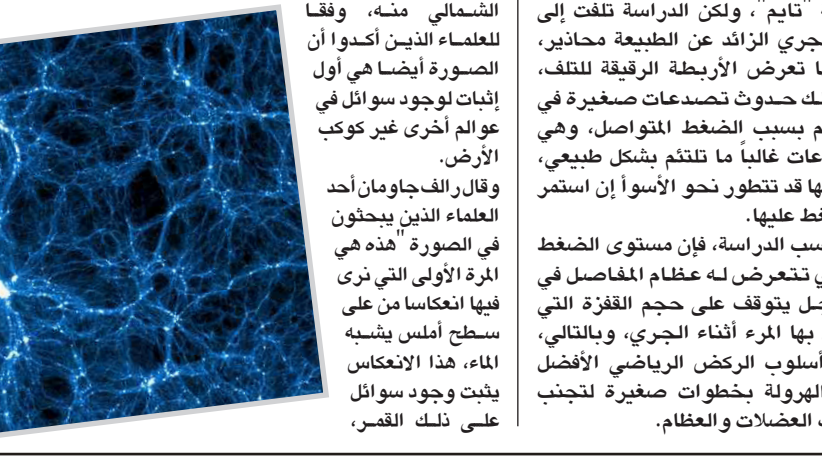 "تايم"، ولكن الدراسة تلفت إلى
الجري الزائد عن الطبيعة محاذير،
تعرض الأربطة الرقيقة للتلف،
حدوث تصدعات صغيرة في
بسبب الضغط المتواصل، وهي
غالباً ما تلتئم بشكل طبيعي،
قد تتطور نحو الأسوأ إن استمر
عليها.
الدراسة، فإن مستوى الضغط
تتعرض له عظام المفاصل في
يتوقف على حجم القفزة التي
بها المرء أثناء الجري، وبالتالي،
أسلوب الركض الرياضي الأفضل
الهرولة بخطوات صغيرة لتجنب
العضلات والعظام.
الشمالي منه، وفقا
للعلماء الذين أكدوا أن
الصورة أيضا هي أول
إثبات لوجود سوائل في
عوالم أخرى غير كوكب
الأرض.
وقال رالف جاومان أحد
العلماء الذين يبحثون
في الصورة "هذه هي
المرة الأولى التي نرى
فيها انعكاسا من على
سطح أملس يشبه
الماء، هذا الانعكاس
يثبت وجود سوائل
على ذلك القمر،